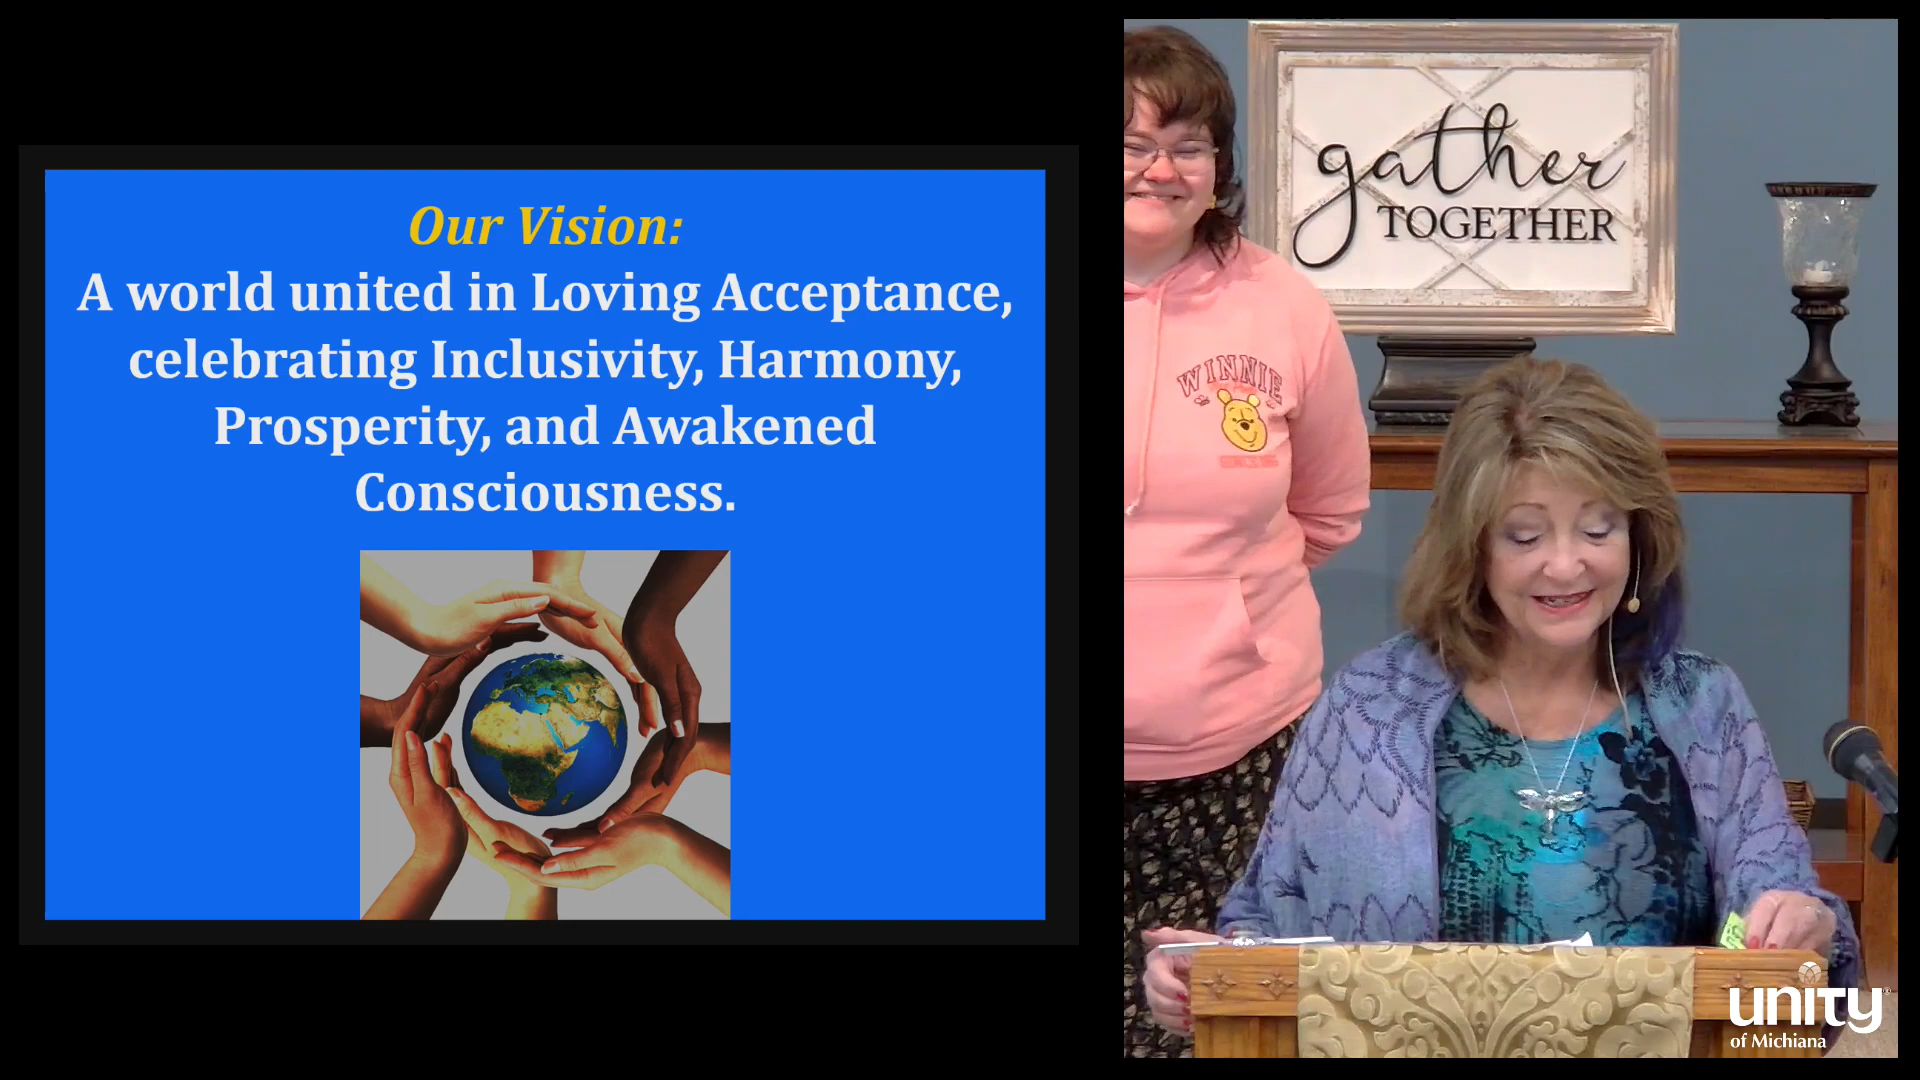 Our Vision:
A world united in Loving Acceptance,
celebrating Inclusivity, Harmony,
Prosperity, and Awakened
Consciousness.
gather
TOGETHER
WINNIE
unity
of Michiana